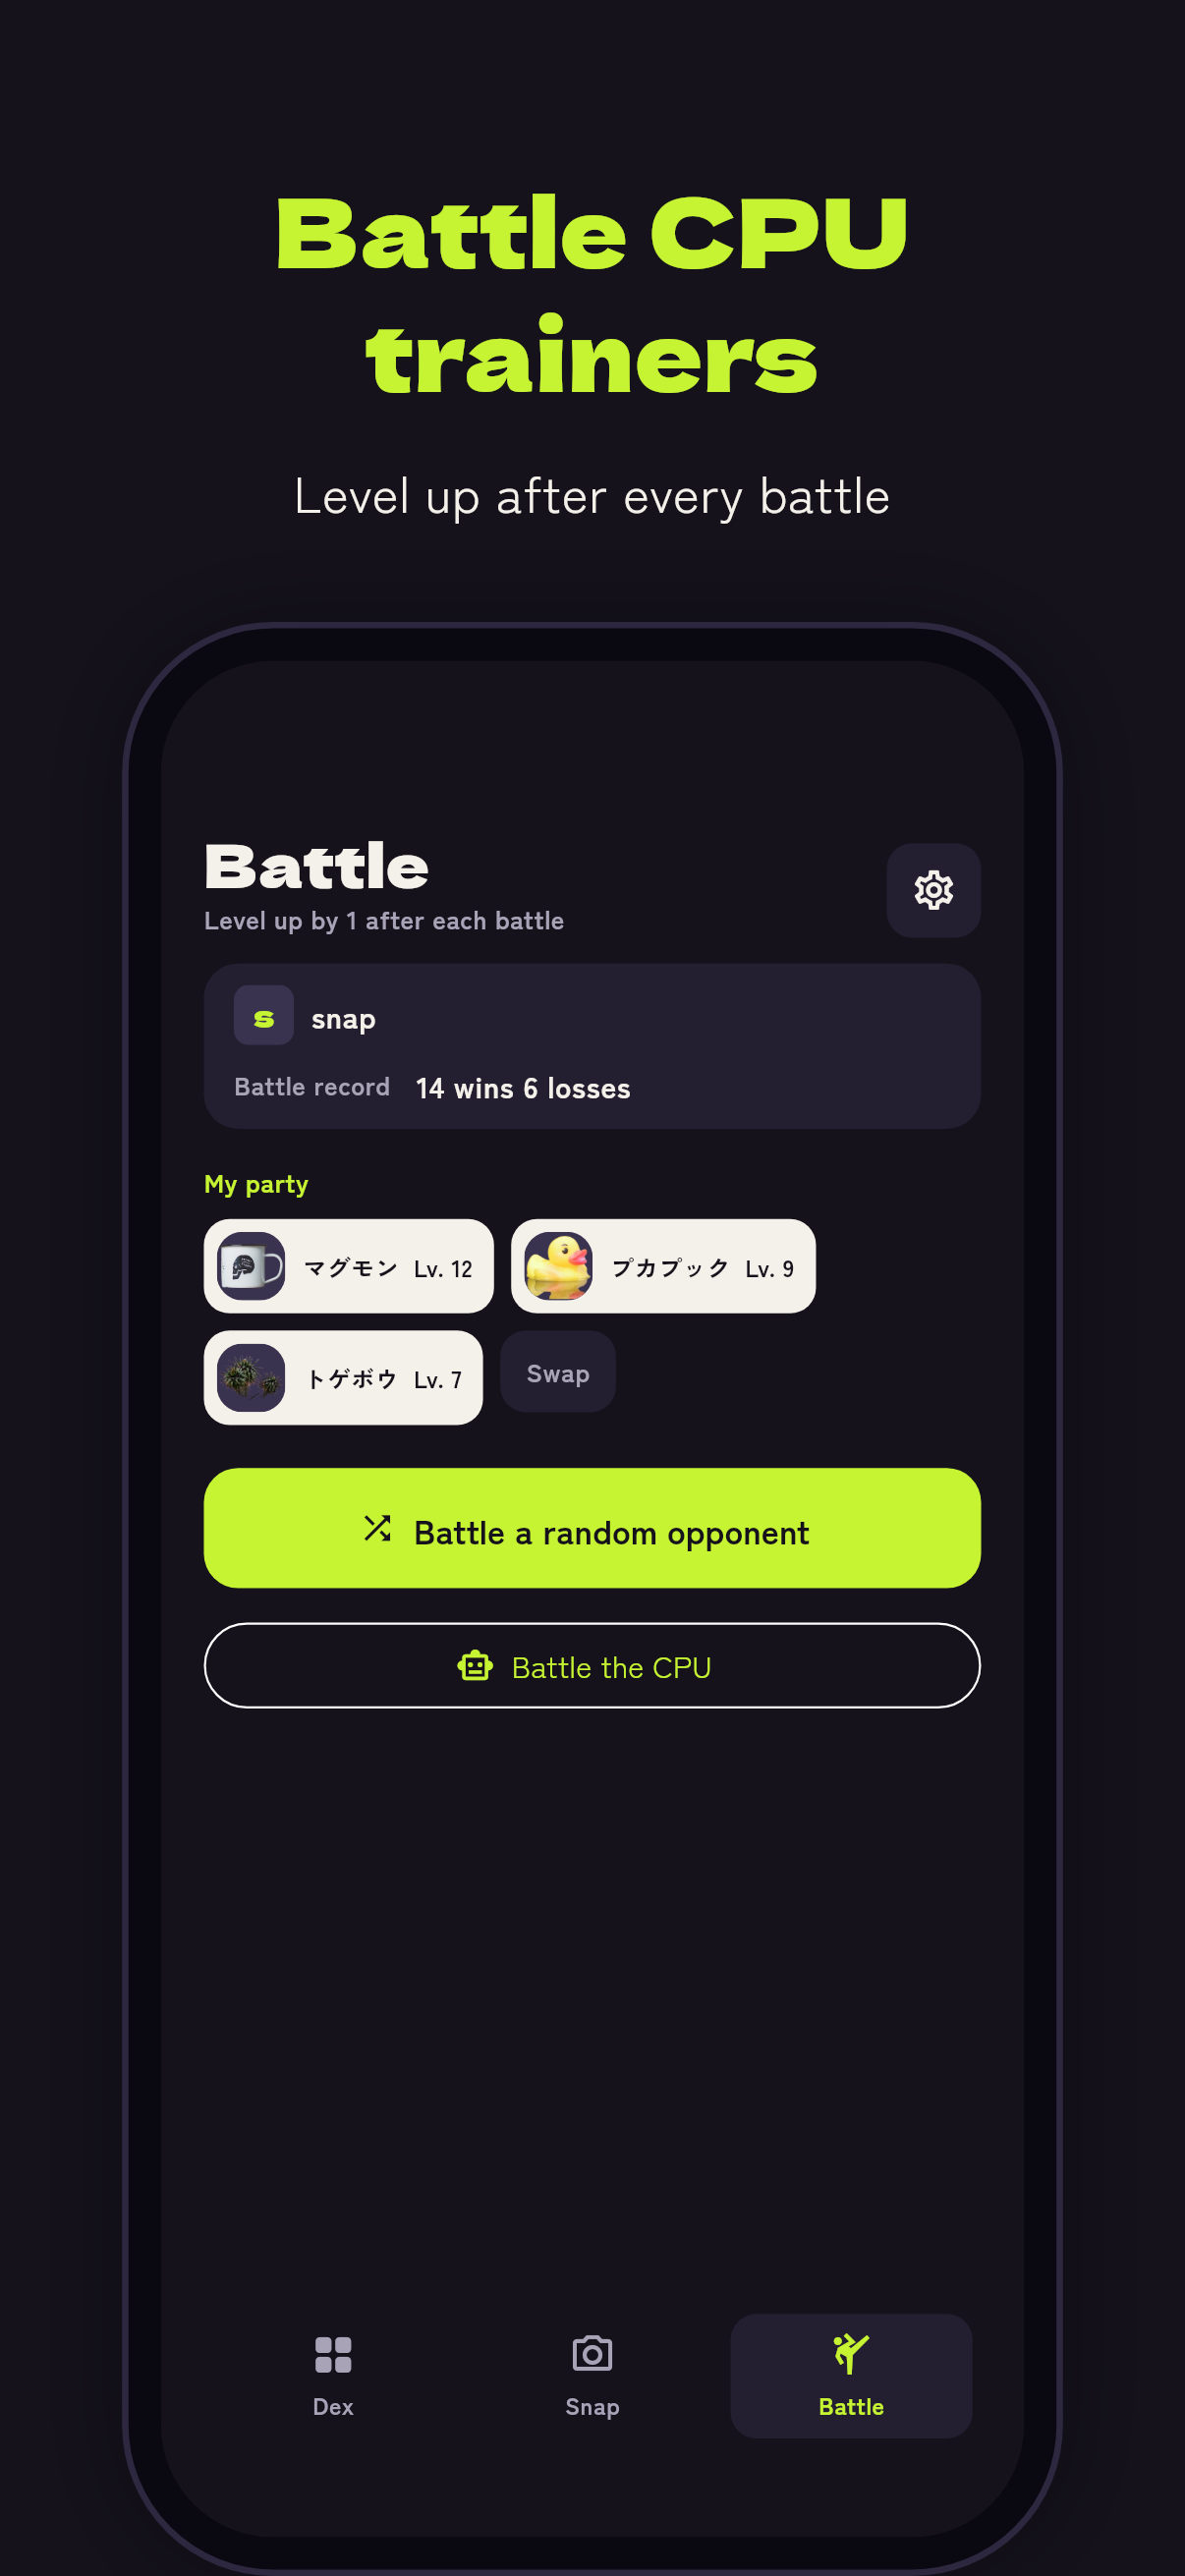 Battle CPU
trainers
Level up after every battle
Battle
Level up by 1 after each battle
s snap
Battle record 14 wins 6 losses
My party
マグモン Lv. 12
プカプック Lv. 9
トゲボウ Lv. 7
Swap
Battle a random opponent
Battle the CPU
Dex
Snap
Battle